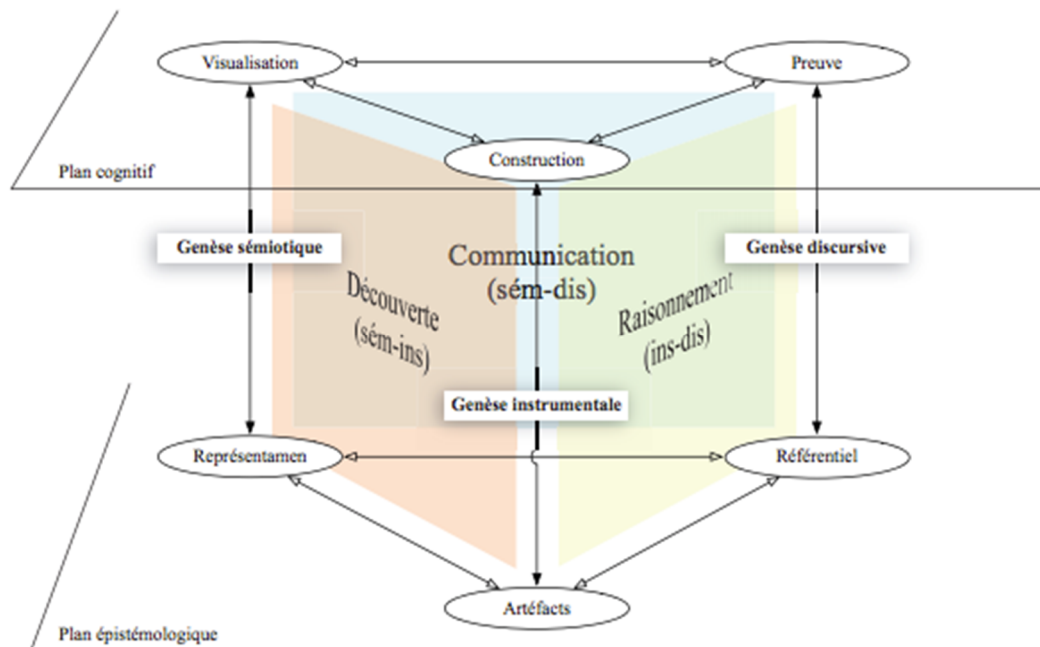 Visualisation
Preuve
Construction
Plan cognitif
Genèse sémiotique
Genèse discursive
Communication
(sém-dis)
Découverte
(sém-ins)
Raisonnement
(ins-dis)
Genèse instrumentale
Représentamen
Référentiel
Artéfacts
Plan épistémologique